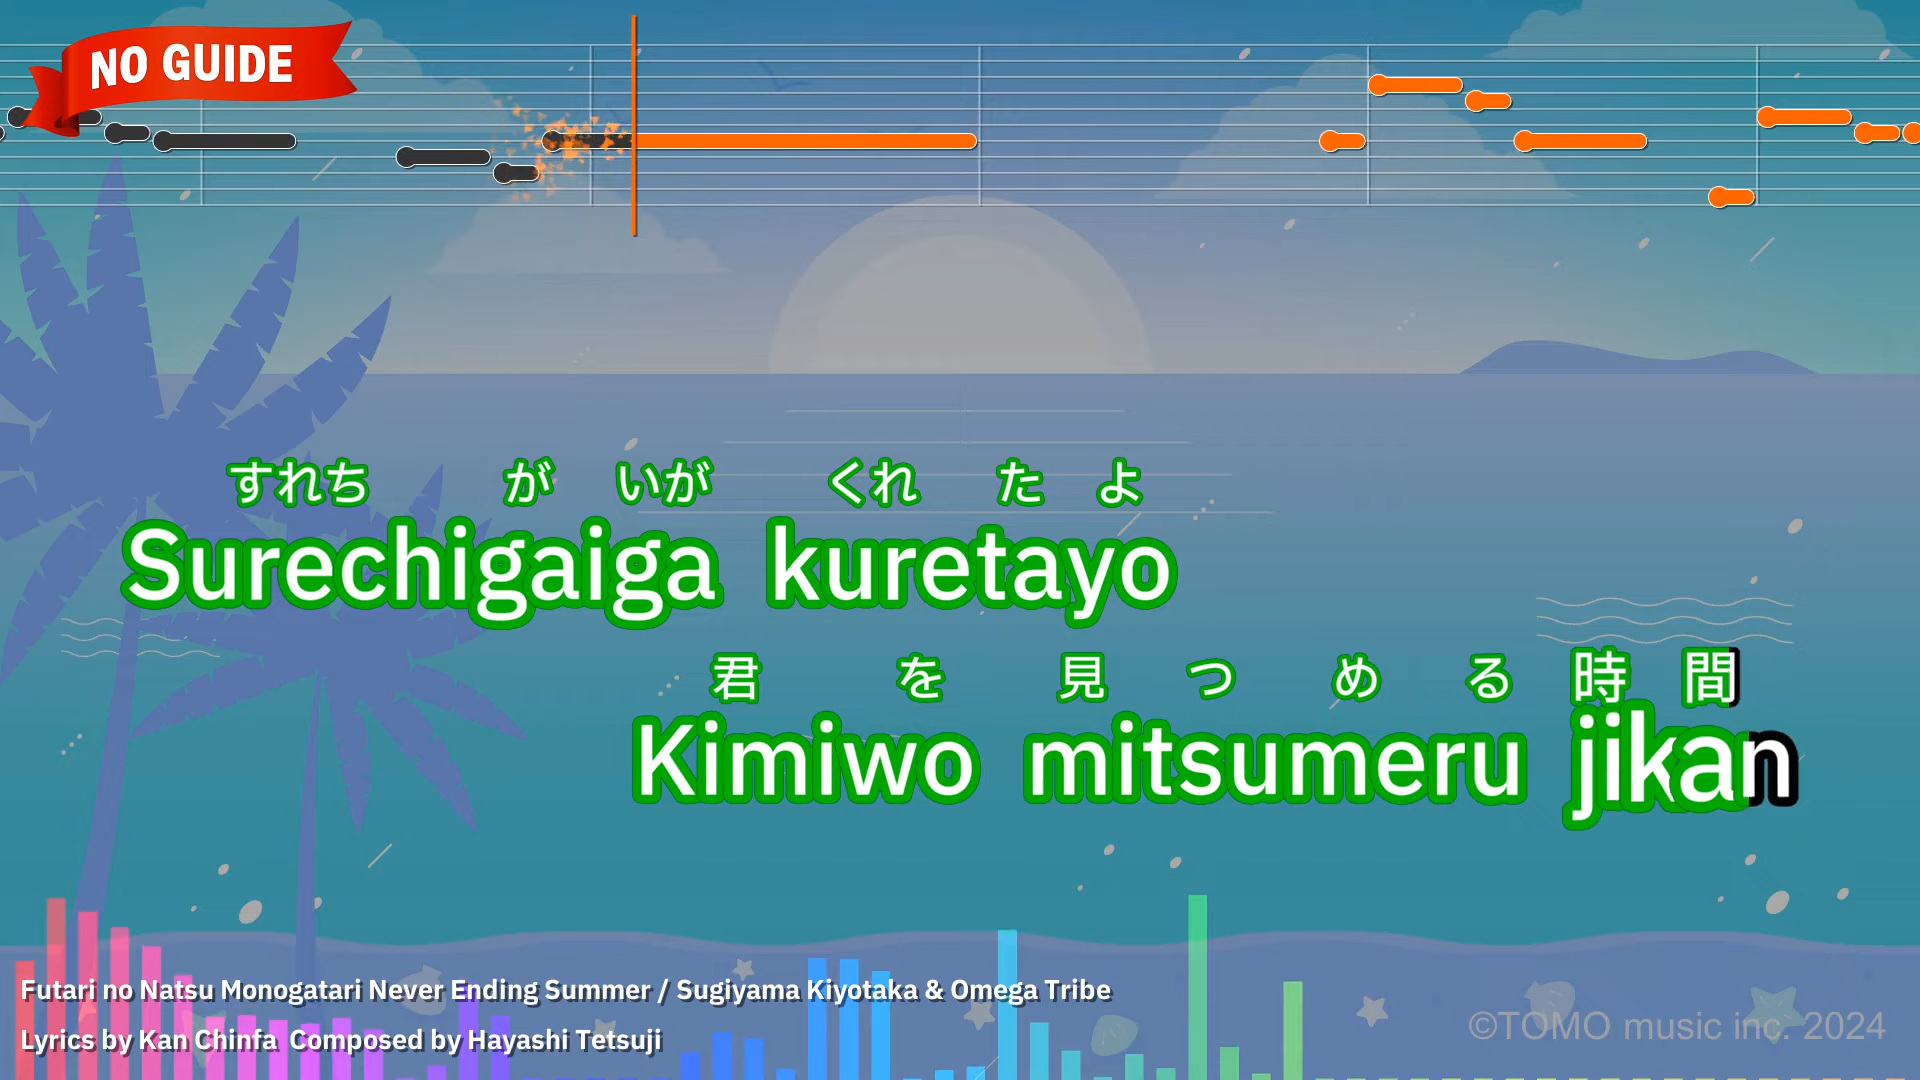 NO GUIDE
すれち が いが くれ た よ
Surechigaiga kuretayo
君 を 見 つ め る 時 間
Kimiwo mitsumeru jikan
Futari no Natsu Monogatari Never Ending Summer / Sugiyama Kiyotaka & Omega Tribe
Lyrics by Kan Chinfa Composed by Hayashi Tetsuji
©TOMO music inc. 2024